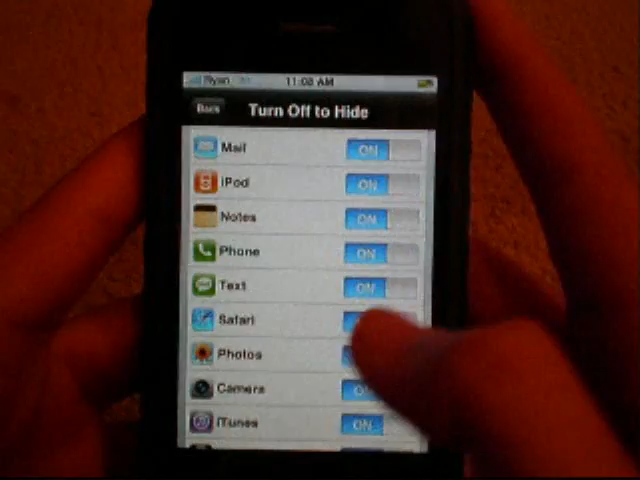 Ryan 11:08 AM
Back Turn Off to Hide
Mail ON
iPod ON
Notes ON
Phone ON
Text ON
Safari
Photos
Camera
iTunes ON